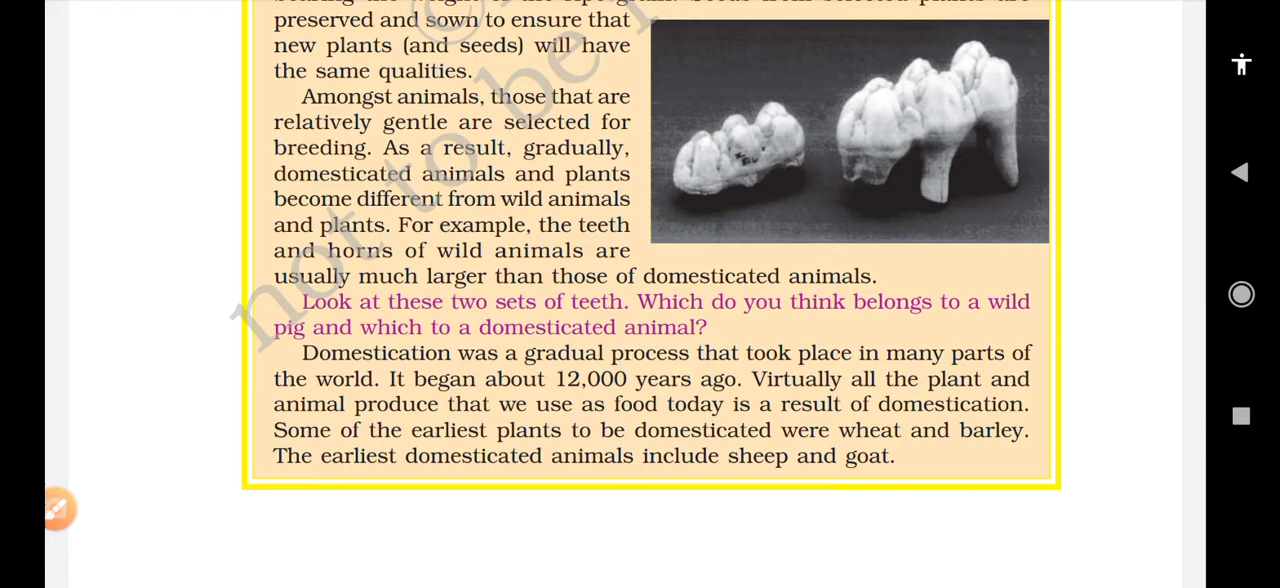 preserved and sown to ensure that
new plants (and seeds) will have
the same qualities.
Amongst animals, those that are
relatively gentle are selected for
breeding. As a result, gradually,
domesticated animals and plants
become different from wild animals
and plants. For example, the teeth
and horns of wild animals are
usually much larger than those of domesticated animals.
Look at these two sets of teeth. Which do you think belongs to a wild
pig and which to a domesticated animal?
Domestication was a gradual process that took place in many parts of
the world. It began about 12,000 years ago. Virtually all the plant and
animal produce that we use as food today is a result of domestication.
Some of the earliest plants to be domesticated were wheat and barley.
The earliest domesticated animals include sheep and goat.
not to be